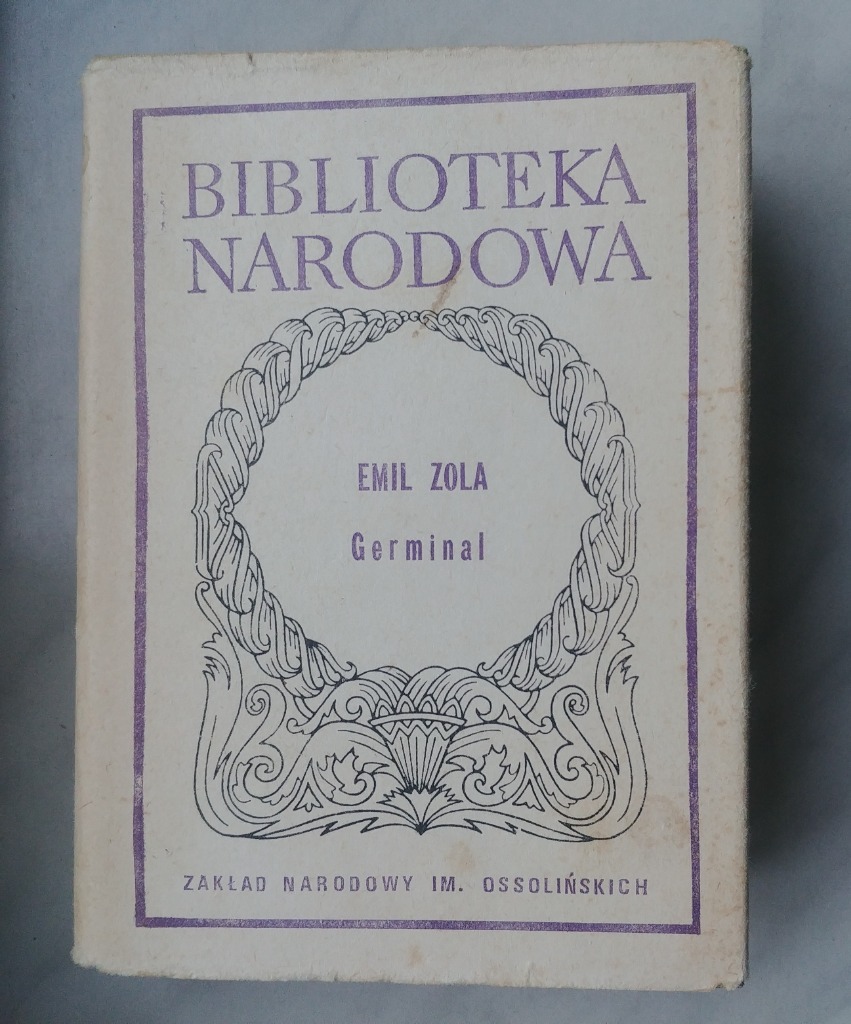 BIBLIOTEKA
NARODOWA
EMIL ZOLA
Germinal
ZAKŁAD NARODOWY IM. OSSOLIŃSKICH